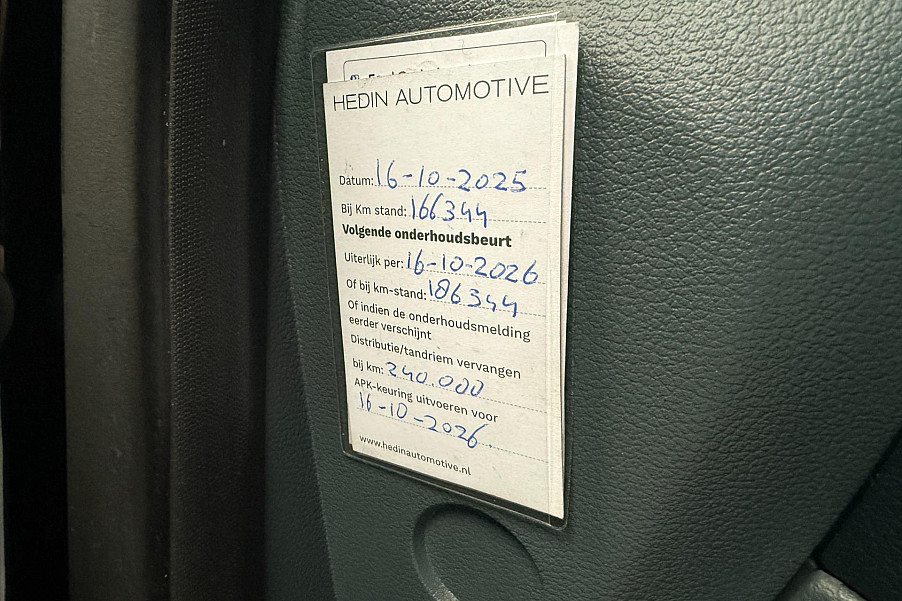 HEDIN AUTOMOTIVE
Datum: 16-10-2025
Bij Km stand: 166344
Volgende onderhoudsbeurt
Uiterlijk per: 16-10-2026
Of bij km-stand: 186344
Of indien de onderhoudsmelding
eerder verschijnt
Distributie/tandriem vervangen
bij km: 240.000
APK-keuring uitvoeren voor
16-10-2026.
www.hedinautomotive.nl